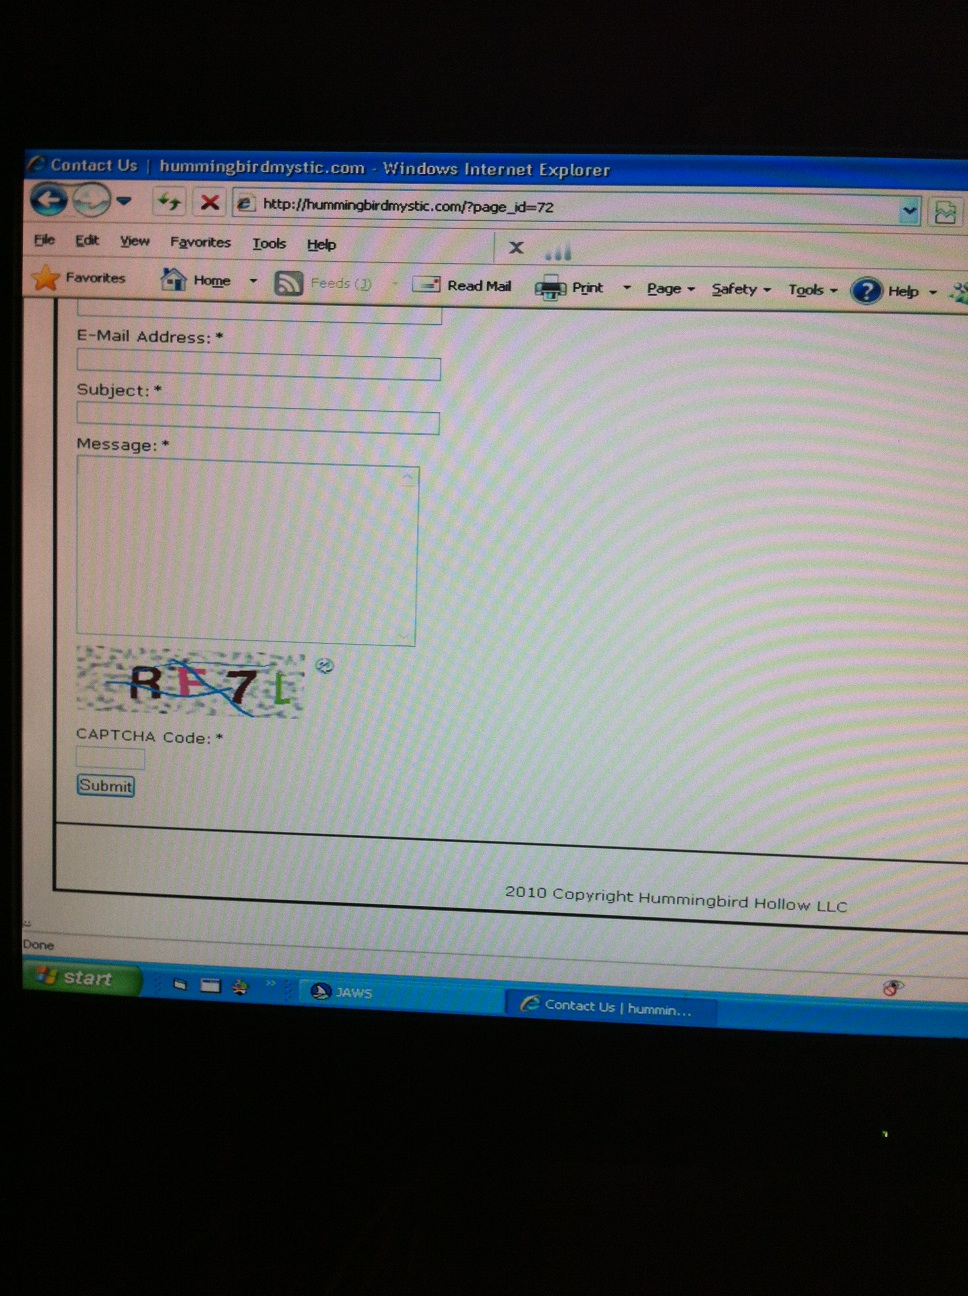 Contact Us | hummingbirdmystic.com - Windows Internet Explorer
http://hummingbirdmystic.com/?page_id=72
File Edit View Favorites Tools Help
Favorites Home Feeds (J) Read Mail Print Page Safety Tools Help
E-Mail Address: *
Subject: *
Message: *
R F 7 L
CAPTCHA Code: *
Submit
2010 Copyright Hummingbird Hollow LLC
Done
start JAWS Contact Us | hummin...